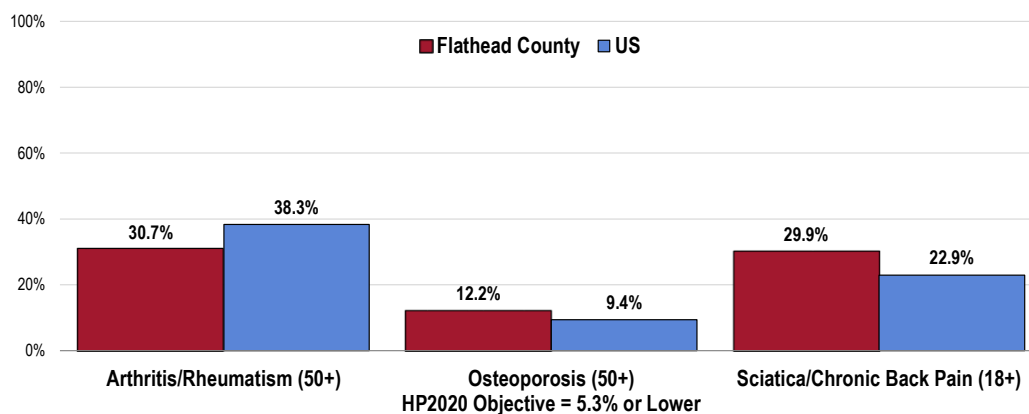 100%
Flathead County US
80%
60%
40%
20%
0%
30.7%
38.3%
12.2%
9.4%
29.9%
22.9%
Arthritis/Rheumatism (50+)
Osteoporosis (50+)
HP2020 Objective = 5.3% or Lower
Sciatica/Chronic Back Pain (18+)